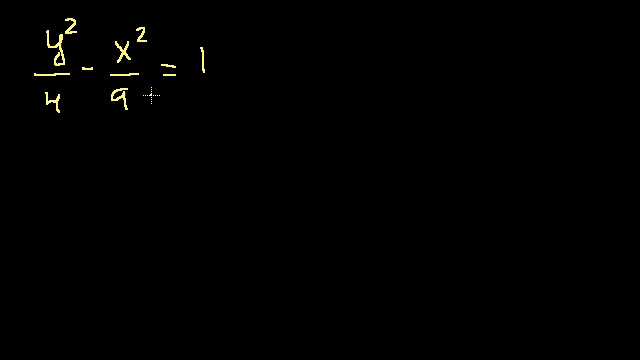 y²/4 - x²/9 = 1